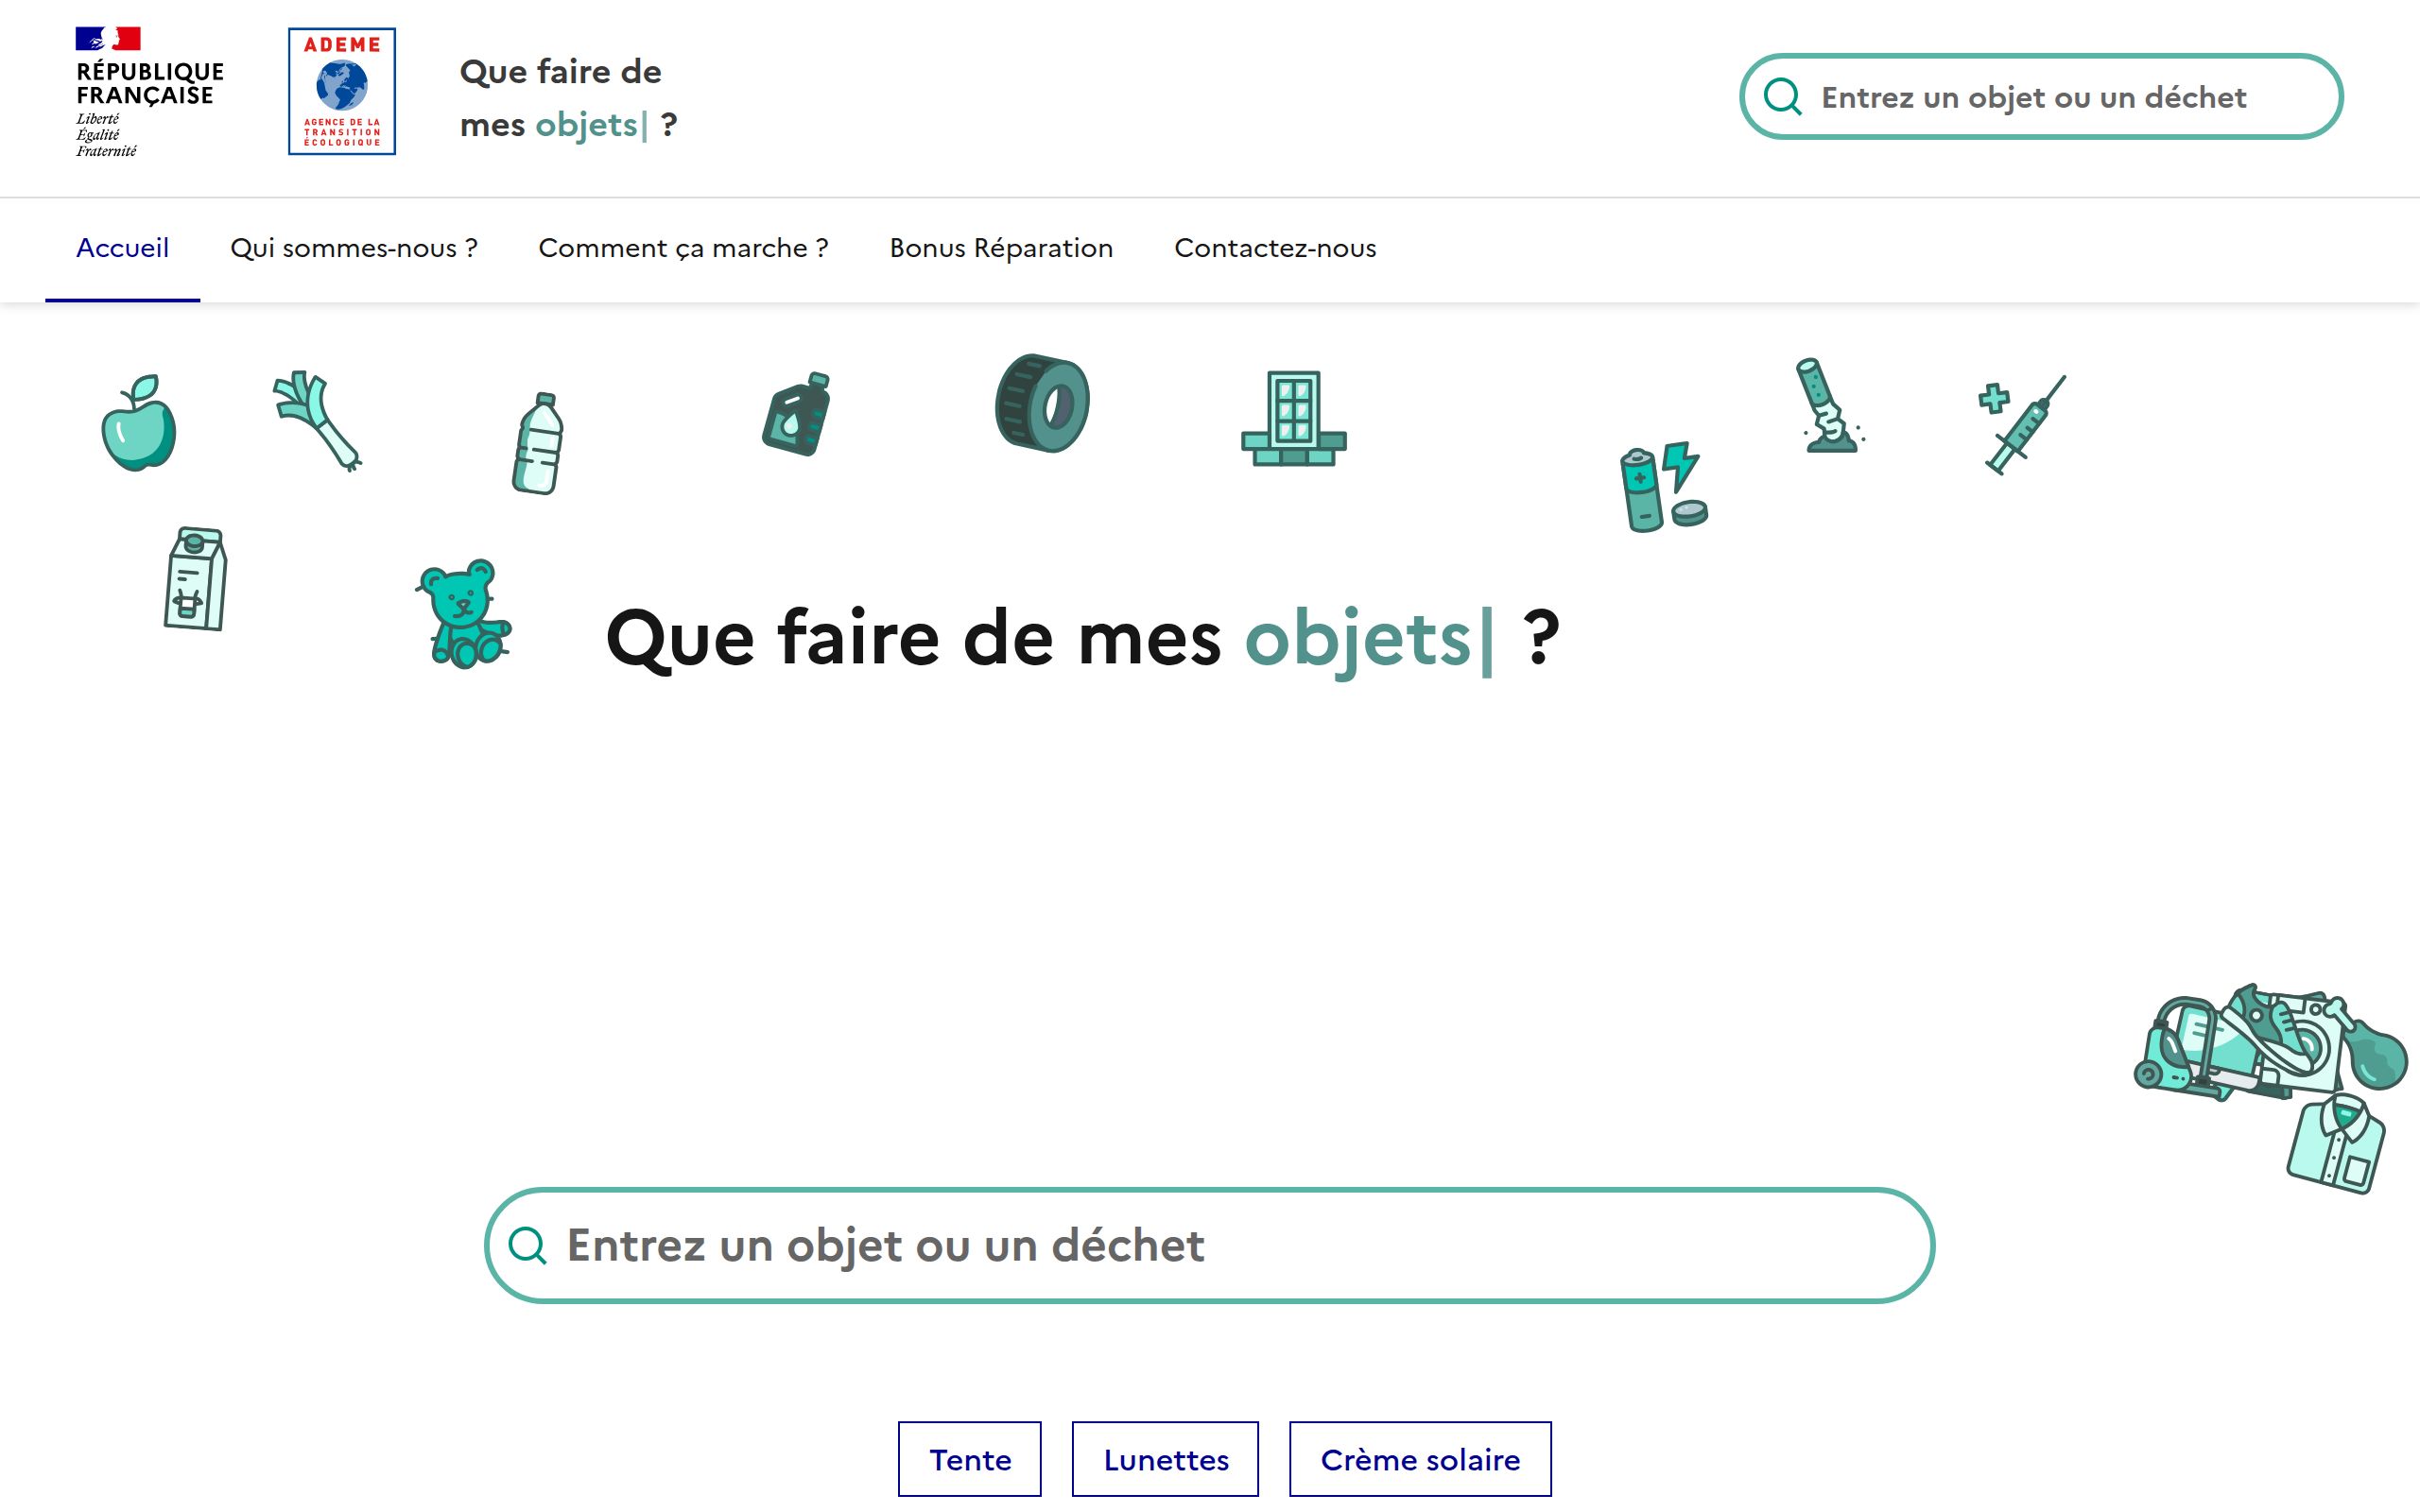 RÉPUBLIQUE
FRANÇAISE
Liberté
Égalité
Fraternité
ADEME
AGENCE DE LA
TRANSITION
ÉCOLOGIQUE
Que faire de
mes objets| ?
Entrez un objet ou un déchet
Accueil
Qui sommes-nous ?
Comment ça marche ?
Bonus Réparation
Contactez-nous
Que faire de mes objets| ?
Entrez un objet ou un déchet
Tente
Lunettes
Crème solaire